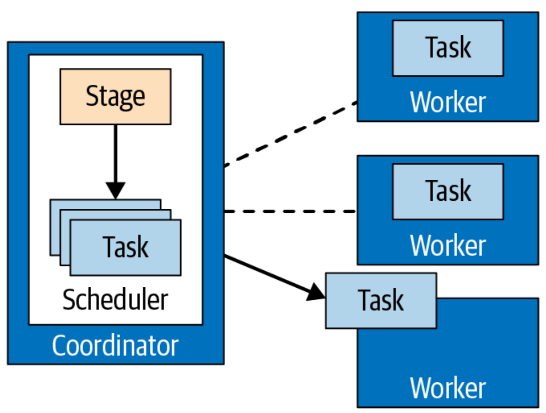 Stage
Task
Scheduler
Coordinator
Task
Worker
Task
Worker
Task
Worker